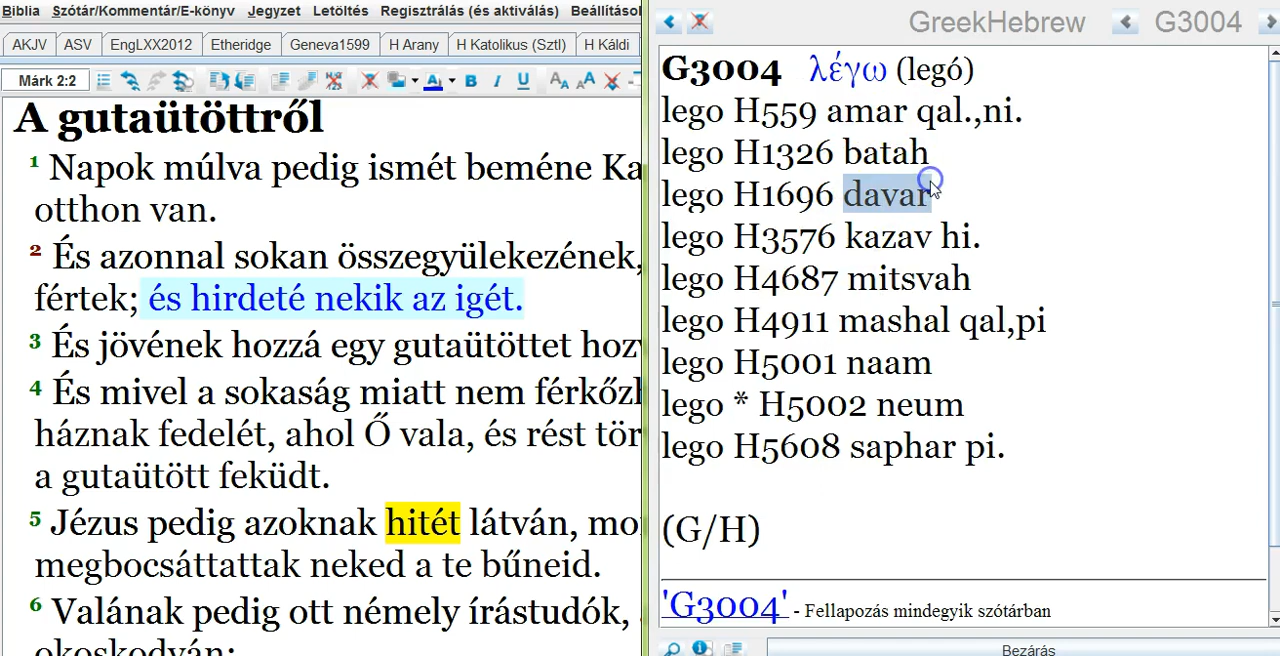 Biblia Szótár/Kommentár/E-könyv Jegyzet Letöltés Regisztrálás (és aktiválás)
AKJV ASV EngLXX2012 Etheridge Geneva1599 H Arany H Katolikus (Sztl) H Káldi
Márk 2:2
A gutaütöttről
1 Napok múlva pedig ismét beméne
otthon van.
2 És azonnal sokan összegyülekezének,
fértek; és hirdeté nekik az igét.
3 És jövének hozzá egy gutaütöttet
4 És mivel a sokaság miatt nem
háznak fedelét, ahol Ő vala, és rést
a gutaütött feküdt.
5 Jézus pedig azoknak hitét látván,
megbocsáttattak neked a te bűneid.
6 Valának pedig ott némely írástudók,
okoskodván;
GreekHebrew G3004
G3004 λέγω (legó)
lego H559 amar qal.,ni.
lego H1326 batah
lego H1696 davar
lego H3576 kazav hi.
lego H4687 mitsvah
lego H4911 mashal qal,pi
lego H5001 naam
lego * H5002 neum
lego H5608 saphar pi.
(G/H)
'G3004' - Fellapozás mindegyik szótárban
Bezárás